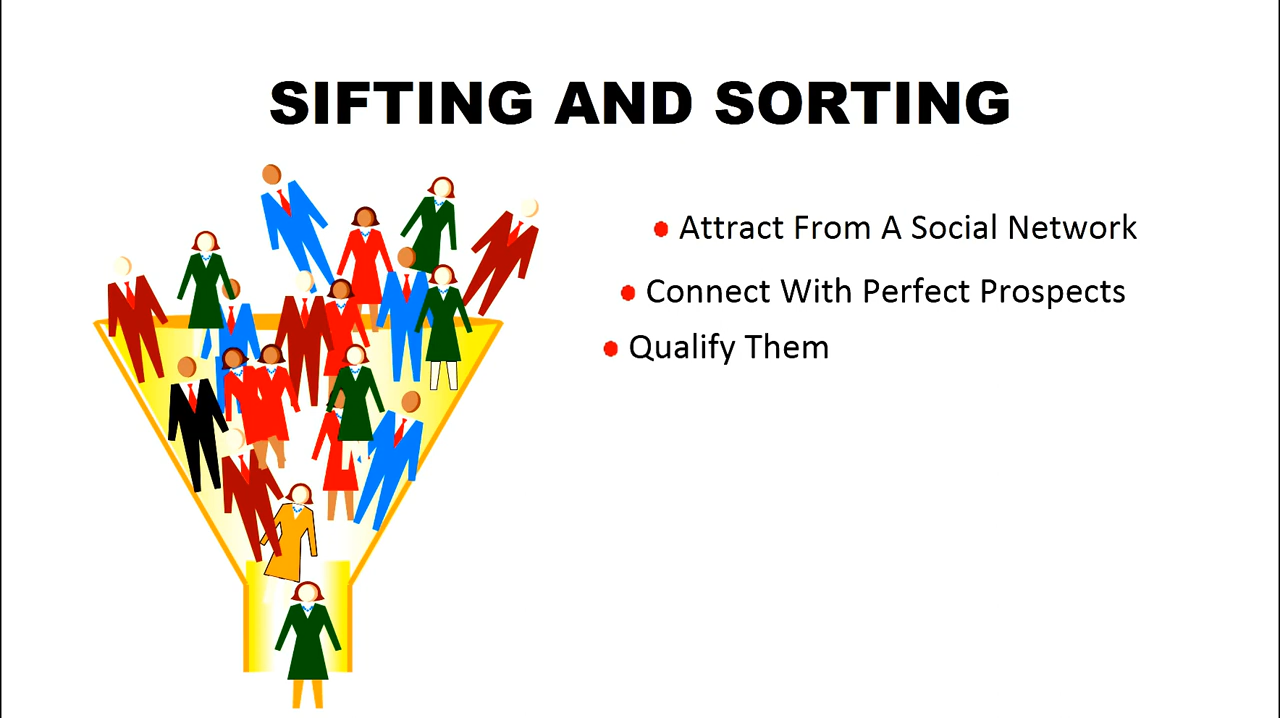 SIFTING AND SORTING
Attract From A Social Network
Connect With Perfect Prospects
Qualify Them